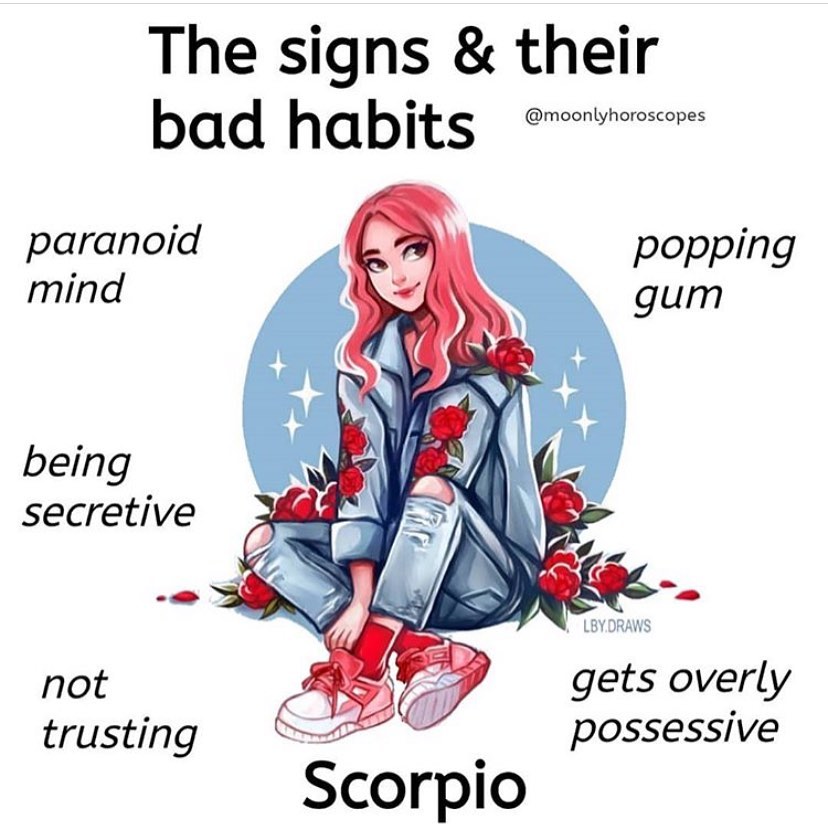 The signs & their
bad habits
@moonlyhoroscopes
paranoid
mind
popping
gum
being
secretive
LBY.DRAWS
not
trusting
gets overly
possessive
Scorpio